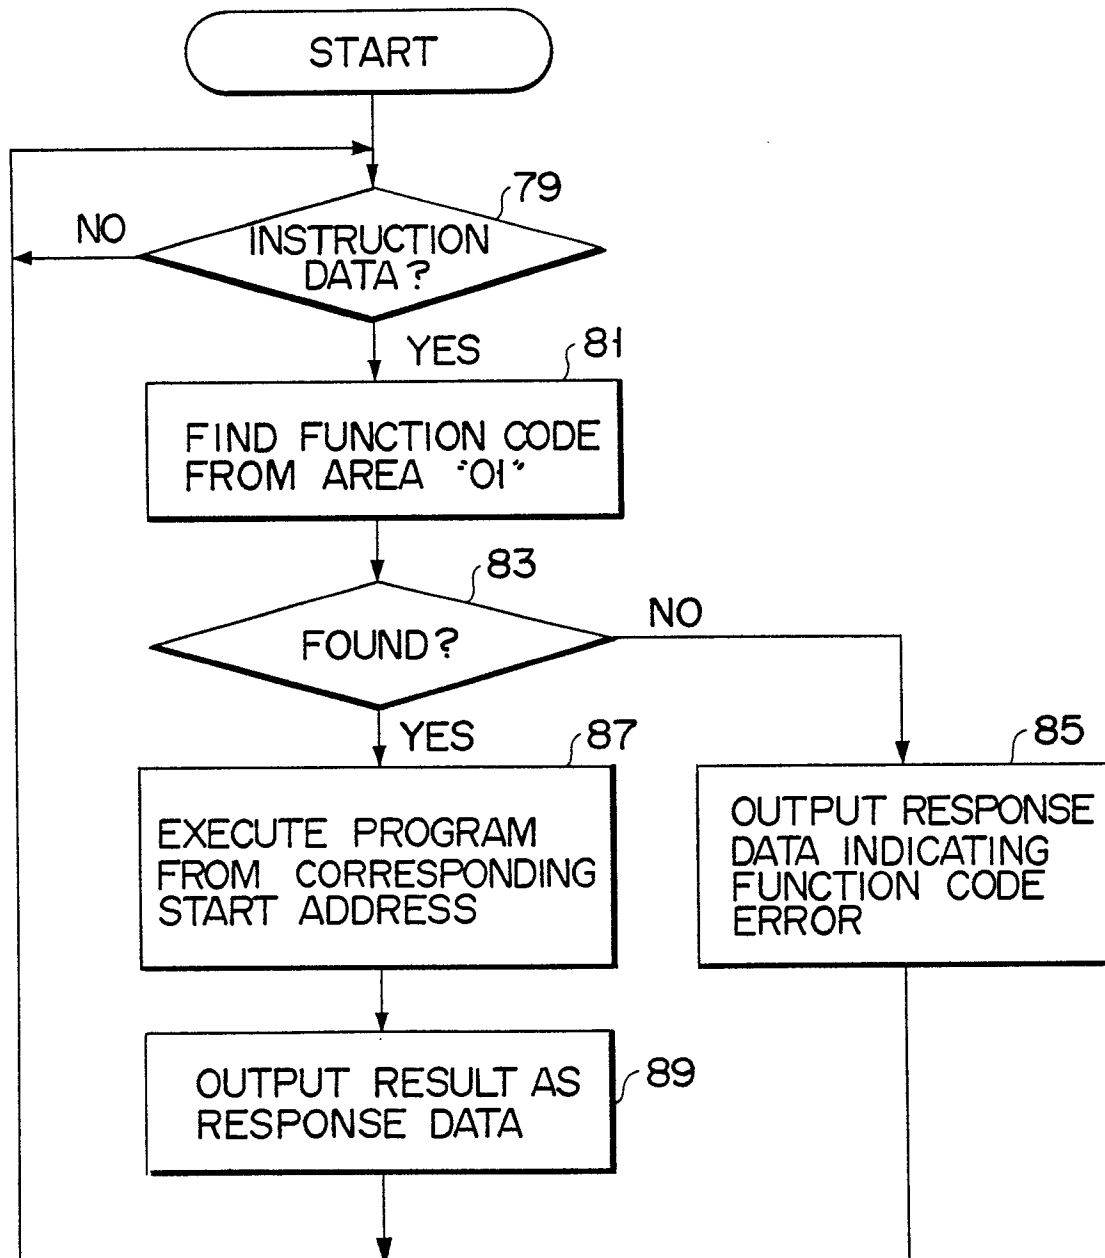 START
79
NO
INSTRUCTION
DATA?
YES
81
FIND FUNCTION CODE
FROM AREA "01"
83
FOUND?
NO
YES
87
EXECUTE PROGRAM
FROM CORRESPONDING
START ADDRESS
85
OUTPUT RESPONSE
DATA INDICATING
FUNCTION CODE
ERROR
OUTPUT RESULT AS
RESPONSE DATA
89